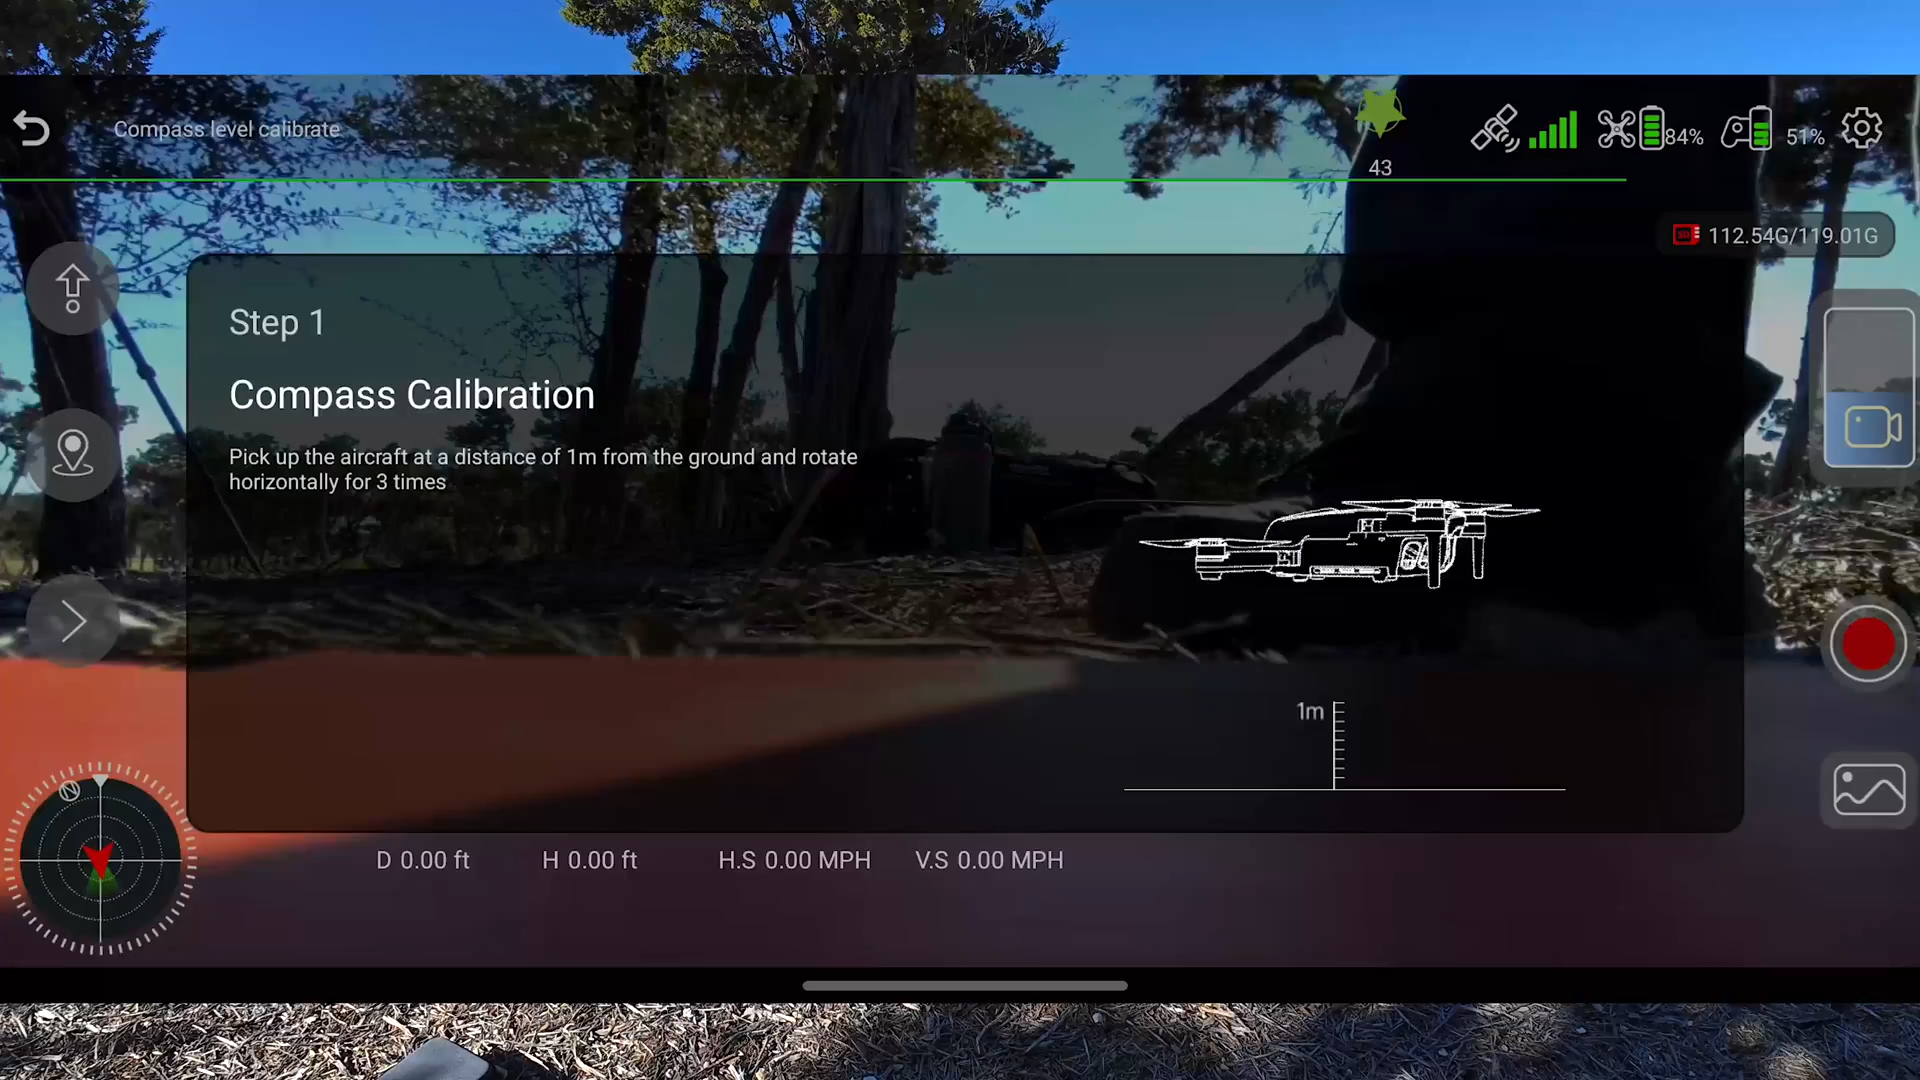 Compass level calibrate
43
84%
51%
SD 112.54G/119.01G
Step 1
Compass Calibration
Pick up the aircraft at a distance of 1m from the ground and rotate
horizontally for 3 times
1m
N
D 0.00 ft H 0.00 ft H.S 0.00 MPH V.S 0.00 MPH